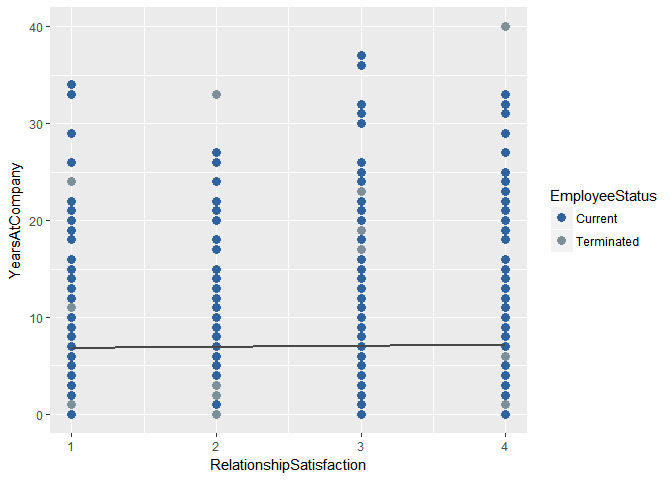 40
30
20
10
0
YearsAtCompany
1 2 3 4
RelationshipSatisfaction
EmployeeStatus
Current
Terminated